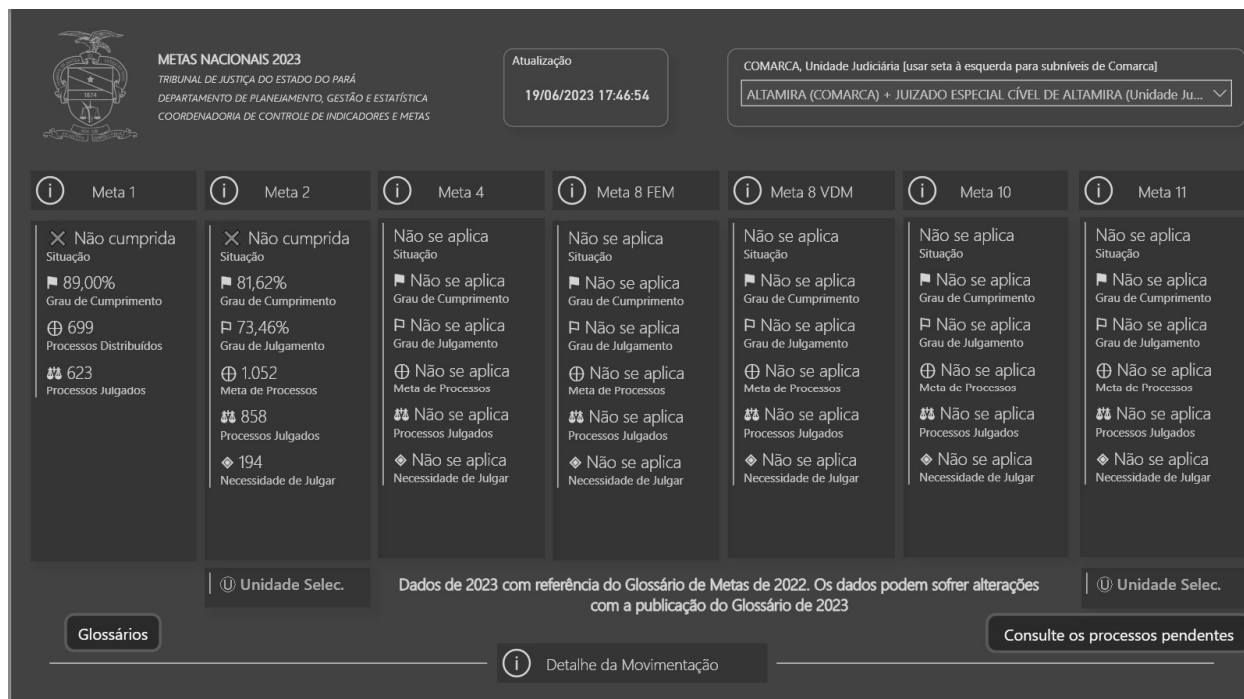 METAS NACIONAIS 2023
TRIBUNAL DE JUSTIÇA DO ESTADO DO PARÁ
DEPARTAMENTO DE PLANEJAMENTO, GESTÃO E ESTATÍSTICA
COORDENADORIA DE CONTROLE DE INDICADORES E METAS
1874
Atualização
19/06/2023 17:46:54
COMARCA, Unidade Judiciária [usar seta à esquerda para subníveis de Comarca]
ALTAMIRA (COMARCA) + JUIZADO ESPECIAL CÍVEL DE ALTAMIRA (Unidade Ju...
Meta 1
Não cumprida
Situação
89,00%
Grau de Cumprimento
699
Processos Distribuídos
623
Processos Julgados
Meta 2
Não cumprida
Situação
81,62%
Grau de Cumprimento
73,46%
Grau de Julgamento
1.052
Meta de Processos
858
Processos Julgados
194
Necessidade de Julgar
Unidade Selec.
Meta 4
Não se aplica
Situação
Não se aplica
Grau de Cumprimento
Não se aplica
Grau de Julgamento
Não se aplica
Meta de Processos
Não se aplica
Processos Julgados
Não se aplica
Necessidade de Julgar
Meta 8 FEM
Não se aplica
Situação
Não se aplica
Grau de Cumprimento
Não se aplica
Grau de Julgamento
Não se aplica
Meta de Processos
Não se aplica
Processos Julgados
Não se aplica
Necessidade de Julgar
Meta 8 VDM
Não se aplica
Situação
Não se aplica
Grau de Cumprimento
Não se aplica
Grau de Julgamento
Não se aplica
Meta de Processos
Não se aplica
Processos Julgados
Não se aplica
Necessidade de Julgar
Meta 10
Não se aplica
Situação
Não se aplica
Grau de Cumprimento
Não se aplica
Grau de Julgamento
Não se aplica
Meta de Processos
Não se aplica
Processos Julgados
Não se aplica
Necessidade de Julgar
Meta 11
Não se aplica
Situação
Não se aplica
Grau de Cumprimento
Não se aplica
Grau de Julgamento
Não se aplica
Meta de Processos
Não se aplica
Processos Julgados
Não se aplica
Necessidade de Julgar
Unidade Selec.
Dados de 2023 com referência do Glossário de Metas de 2022. Os dados podem sofrer alterações
com a publicação do Glossário de 2023
Glossários
Consulte os processos pendentes
Detalhe da Movimentação